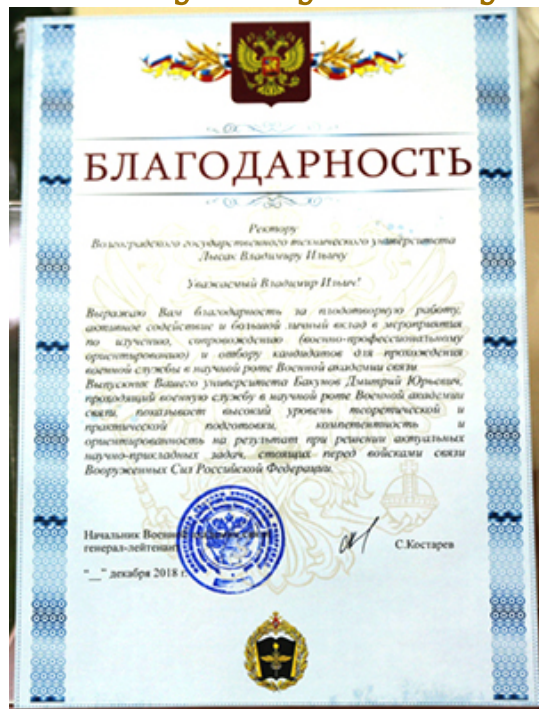 БЛАГОДАРНОСТЬ
Ректору
Волгоградского государственного технического университета
Лысак Владимиру Ильичу
Уважаемый Владимир Ильич!
Выражаю Вам благодарность за плодотворную работу,
активное содействие и большой личный вклад в мероприятия
по изучению, сопровождению (военно-профессиональному
ориентированию) и отбору кандидатов для прохождения
военной службы в научной роте Военной академии связи.
Выпускник Вашего университета Бакунов Дмитрий Юрьевич,
проходящий военную службу в научной роте Военной академии
связи, показывает высокий уровень теоретической и
практической подготовки, компетентность и
ориентированность на результат при решении актуальных
научно-прикладных задач, стоящих перед войсками связи
Вооруженных Сил Российской Федерации.
Начальник Военной
генерал-лейтенант С.Костарев
"__" декабря 2018 г.